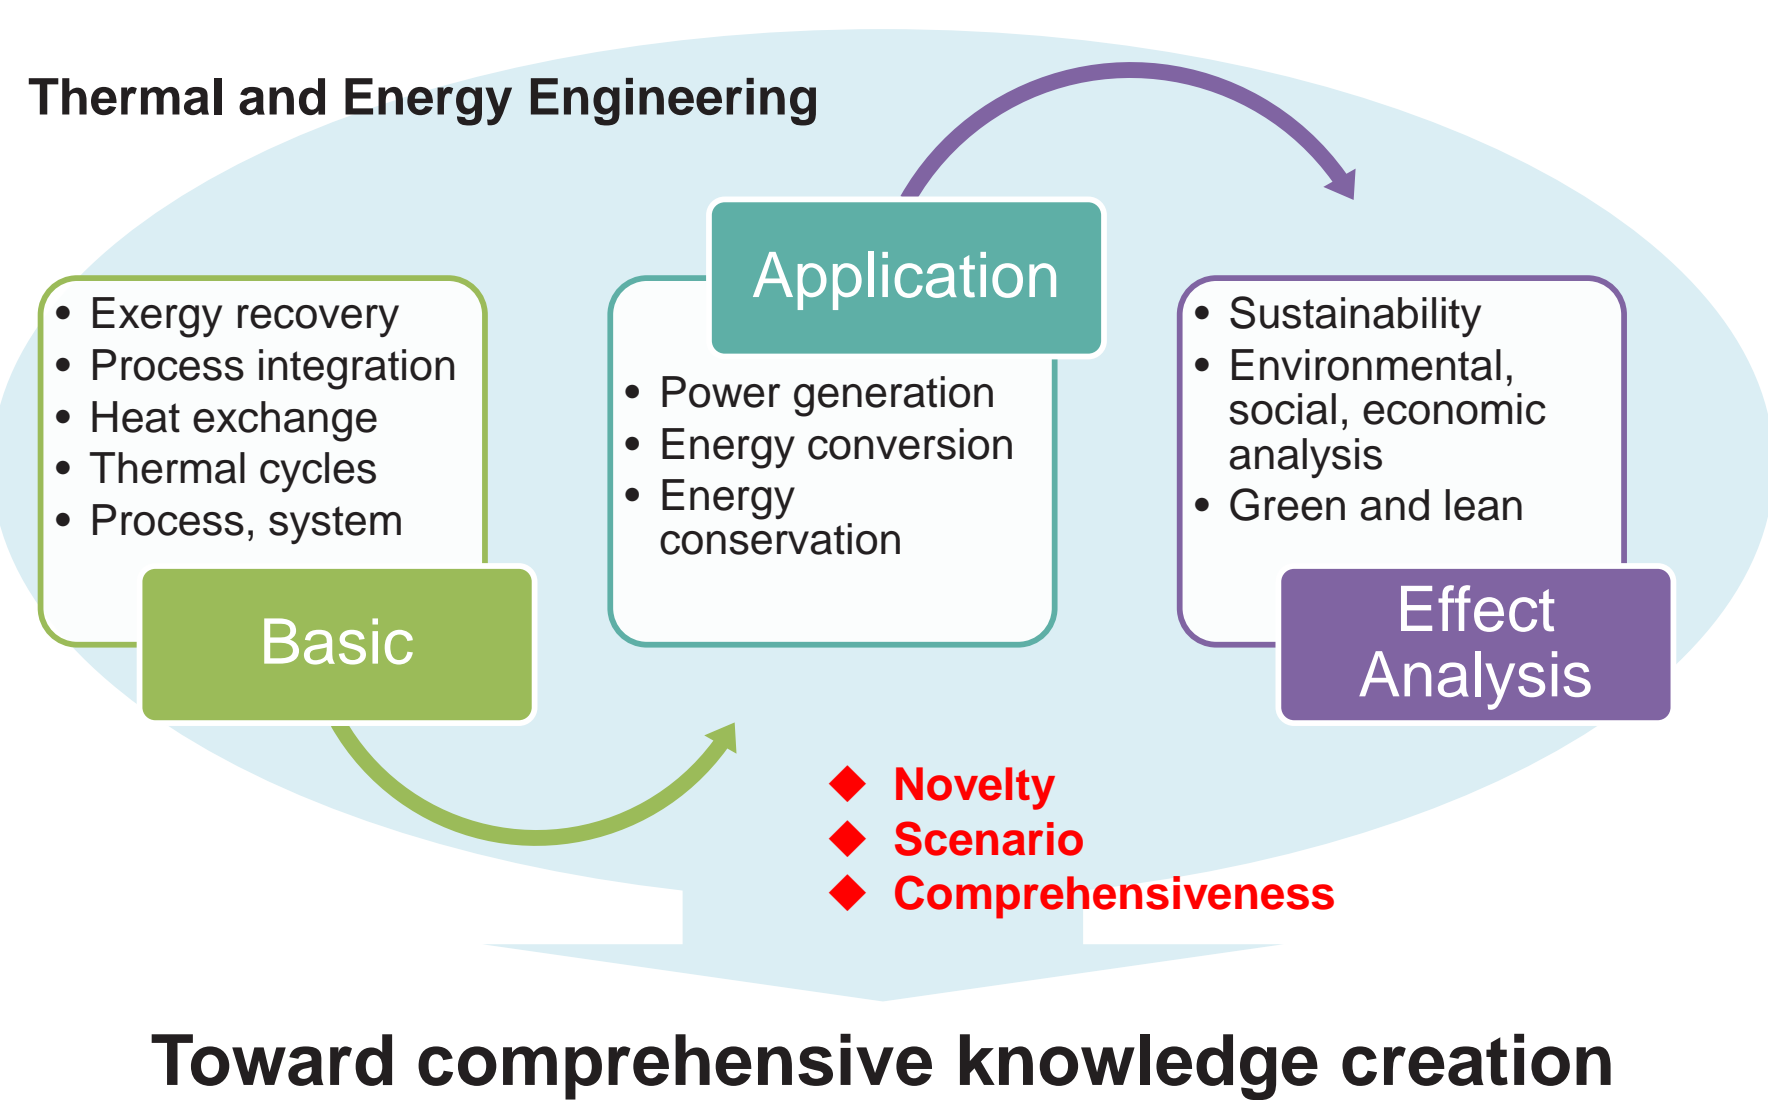 Thermal and Energy Engineering
• Exergy recovery
• Process integration
• Heat exchange
• Thermal cycles
• Process, system
Basic
Application
• Power generation
• Energy conversion
• Energy
conservation
• Sustainability
• Environmental,
social, economic
analysis
• Green and lean
Effect
Analysis
◆ Novelty
◆ Scenario
◆ Comprehensiveness
Toward comprehensive knowledge creation